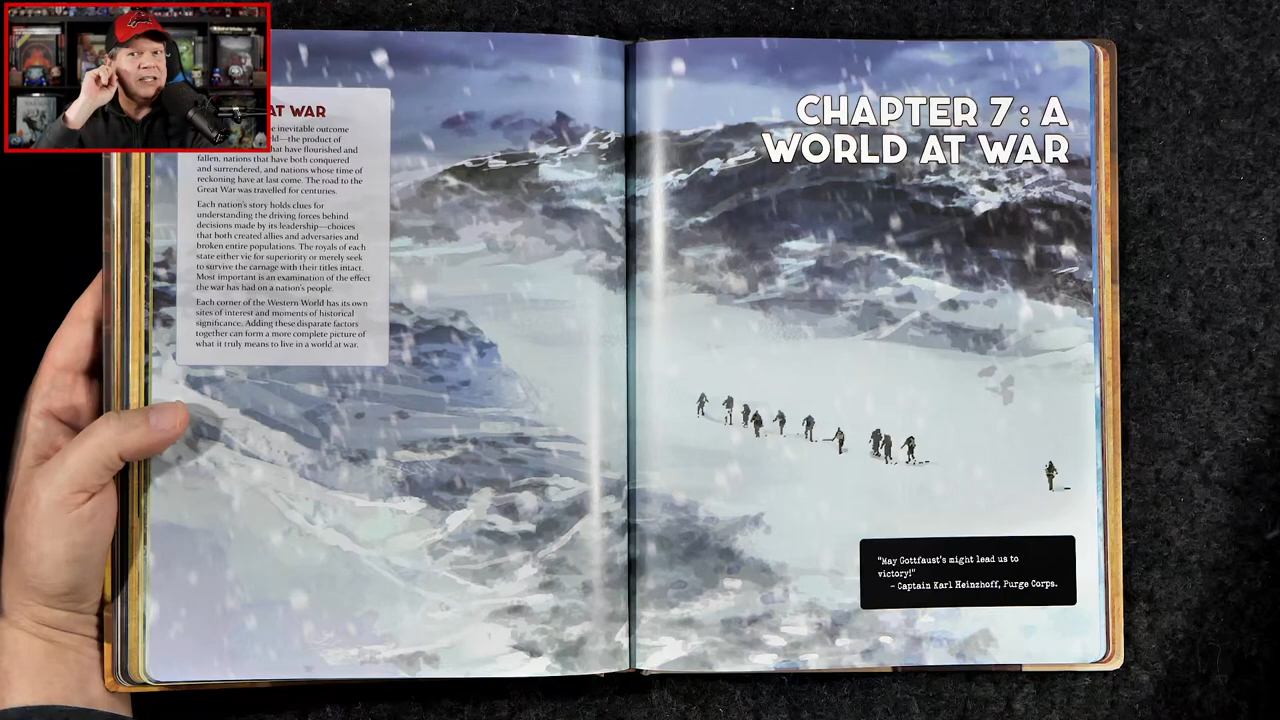 AT WAR
e inevitable outcome
ld—the product of
hat have flourished and
fallen, nations that have both conquered
and surrendered, and nations whose time of
reckoning have at last come. The road to the
Great War was travelled for centuries.
Each nation's story holds clues for
understanding the driving forces behind
decisions made by its leadership—choices
that both created allies and adversaries and
broken entire populations. The royals of each
state either vie for superiority or merely seek
to survive the carnage with their titles intact.
Most important is an examination of the effect
the war has had on a nation's people.
Each corner of the Western World has its own
sites of interest and moments of historical
significance. Adding these disparate factors
together can form a more complete picture of
what it truly means to live in a world at war.
CHAPTER 7: A
WORLD AT WAR
"May Gottfaust's might lead us to
victory!"
– Captain Karl Heinzhoff, Purge Corps.